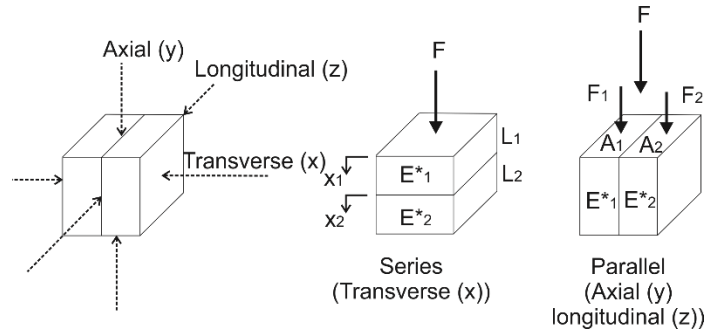 Axial (y)
Longitudinal (z)
Transverse (x)
F
L1
E*1
x1
L2
x2
E*2
Series
(Transverse (x))
F
F1
F2
A1
A2
E*1
E*2
Parallel
(Axial (y)
longitudinal (z))